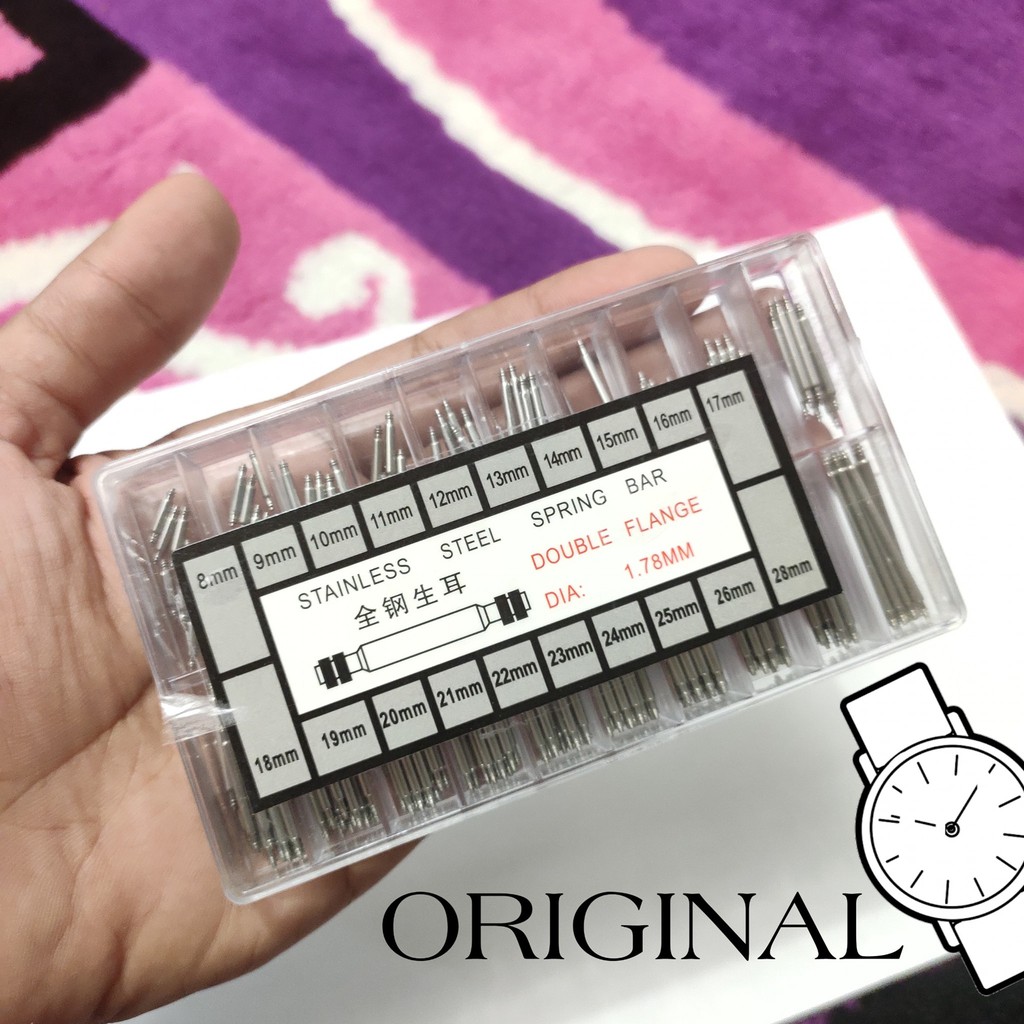 8mm
9mm
10mm
11mm
12mm
13mm
14mm
15mm
16mm
17mm
STAINLESS STEEL SPRING BAR
全钢生耳
DOUBLE FLANGE
DIA: 1.78MM
18mm
19mm
20mm
21mm
22mm
23mm
24mm
25mm
26mm
28mm
ORIGINAL